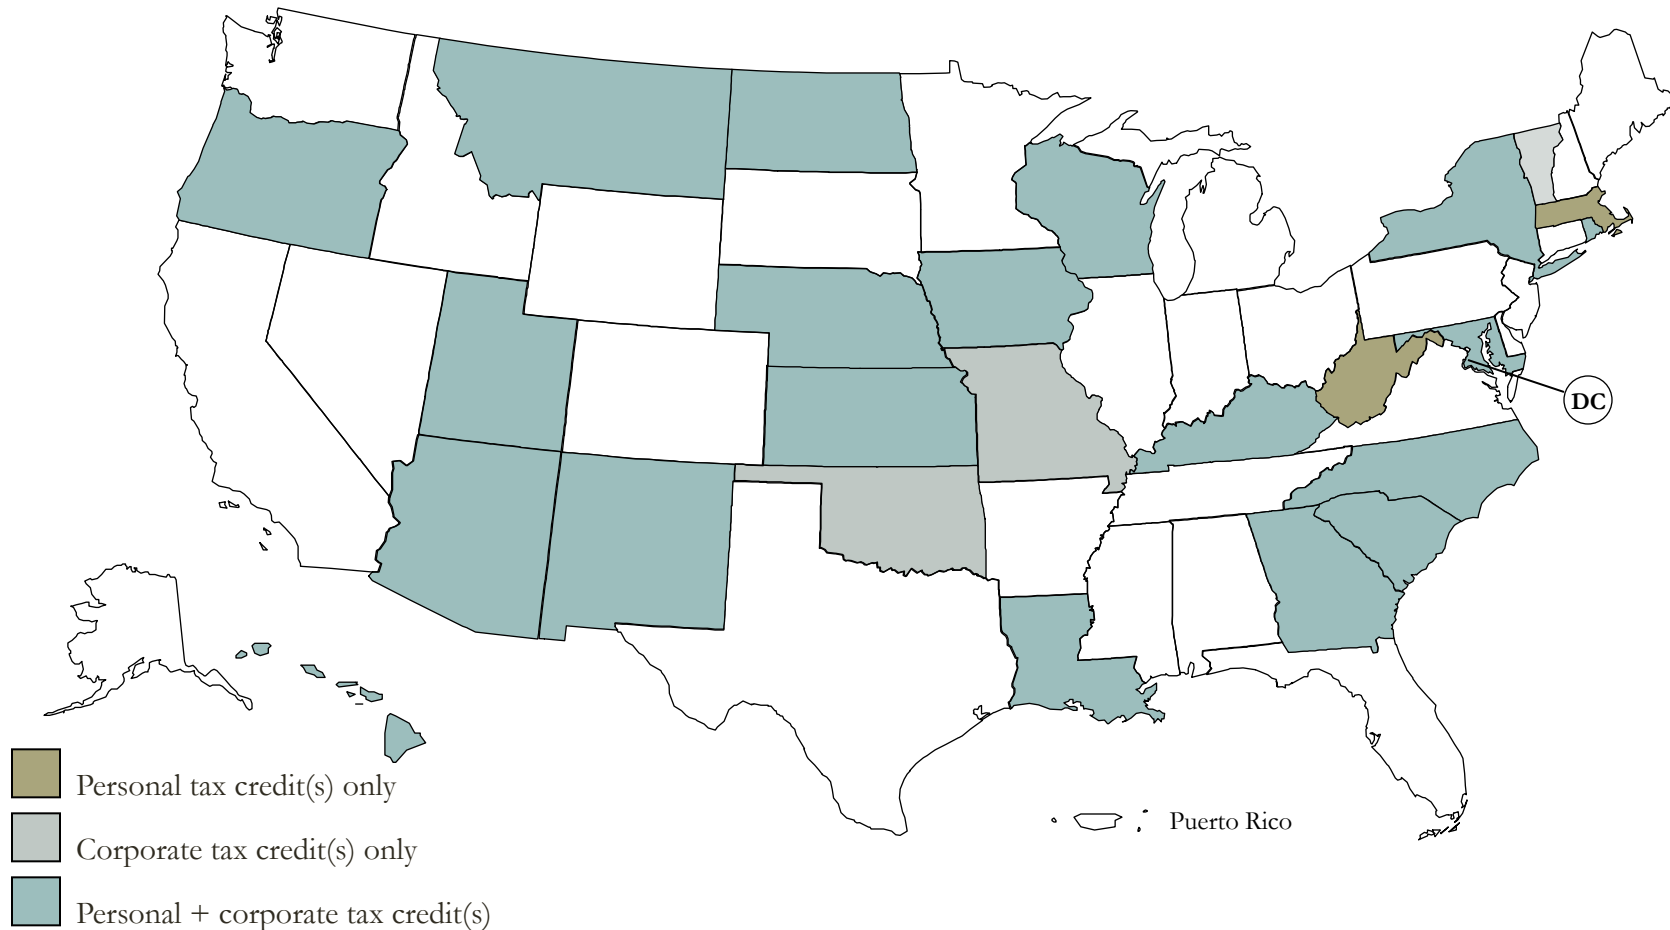 DC
Personal tax credit(s) only
Puerto Rico
Corporate tax credit(s) only
Personal + corporate tax credit(s)